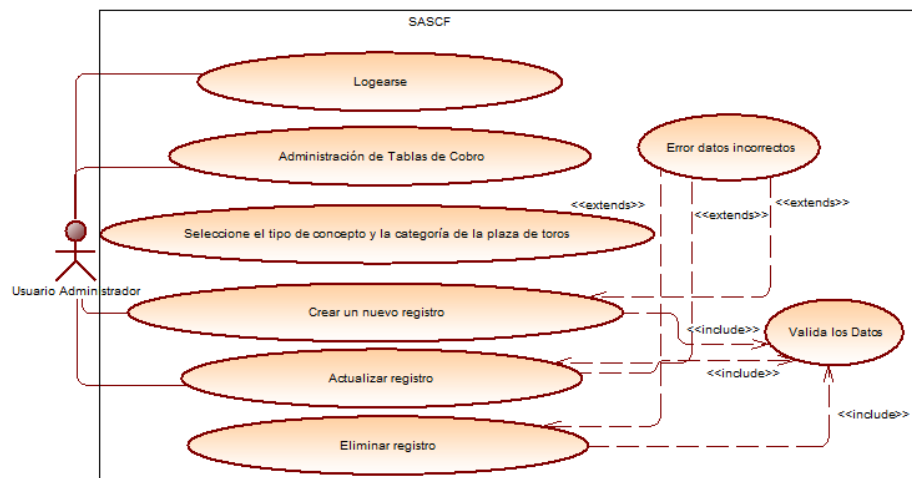 SASCF
Logearse
Administración de Tablas de Cobro
Error datos incorrectos
<<extends>>
<<extends>>
<<extends>>
Seleccione el tipo de concepto y la categoría de la plaza de toros
Usuario Administrador
Crear un nuevo registro
<<include>>
Valida los Datos
Actualizar registro
<<include>>
<<include>>
Eliminar registro